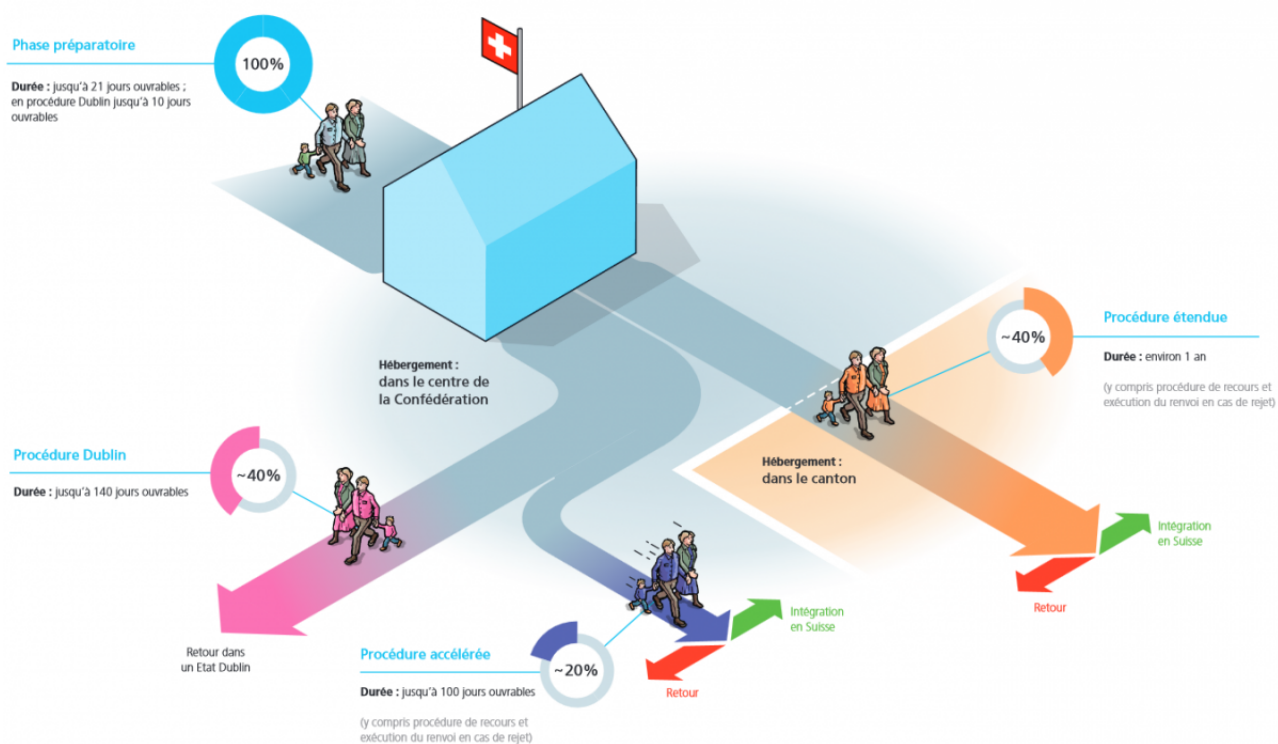 Phase préparatoire
100%
Durée : jusqu'à 21 jours ouvrables ;
en procédure Dublin jusqu'à 10 jours
ouvrables
Hébergement :
dans le centre de
la Confédération
~40%
Procédure étendue
Durée : environ 1 an
(y compris procédure de recours et
exécution du renvoi en cas de rejet)
Procédure Dublin
~40%
Durée : jusqu'à 140 jours ouvrables
Hébergement :
dans le canton
Intégration
en Suisse
Retour
Retour dans
un Etat Dublin
Intégration
en Suisse
Procédure accélérée
~20%
Durée : jusqu'à 100 jours ouvrables
Retour
(y compris procédure de recours et
exécution du renvoi en cas de rejet)